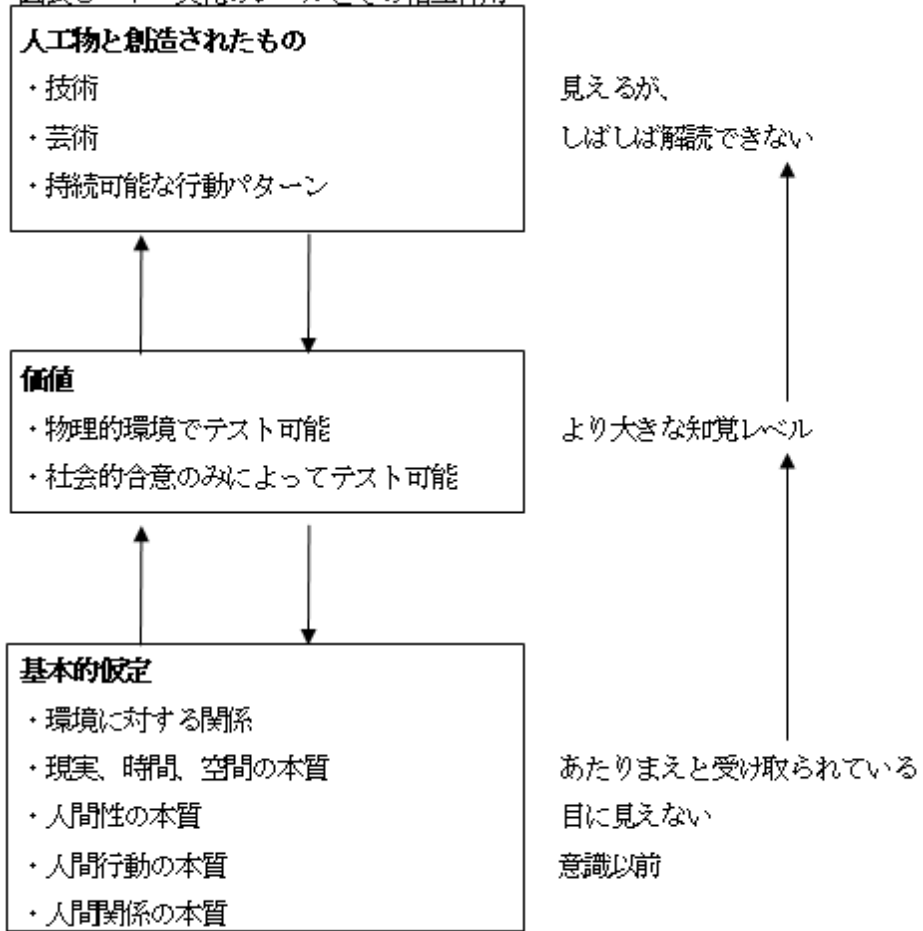 人工物と創造されたもの
・技術
・芸術
・持続可能な行動パターン
見えるが、
しばしば解読できない
価値
・物理的環境でテスト可能
・社会的合意のみによってテスト可能
より大きな知覚レベル
基本的仮定
・環境に対する関係
・現実、時間、空間の本質
・人間性の本質
・人間行動の本質
・人間関係の本質
あたりまえと受け取られている
目に見えない
意識以前